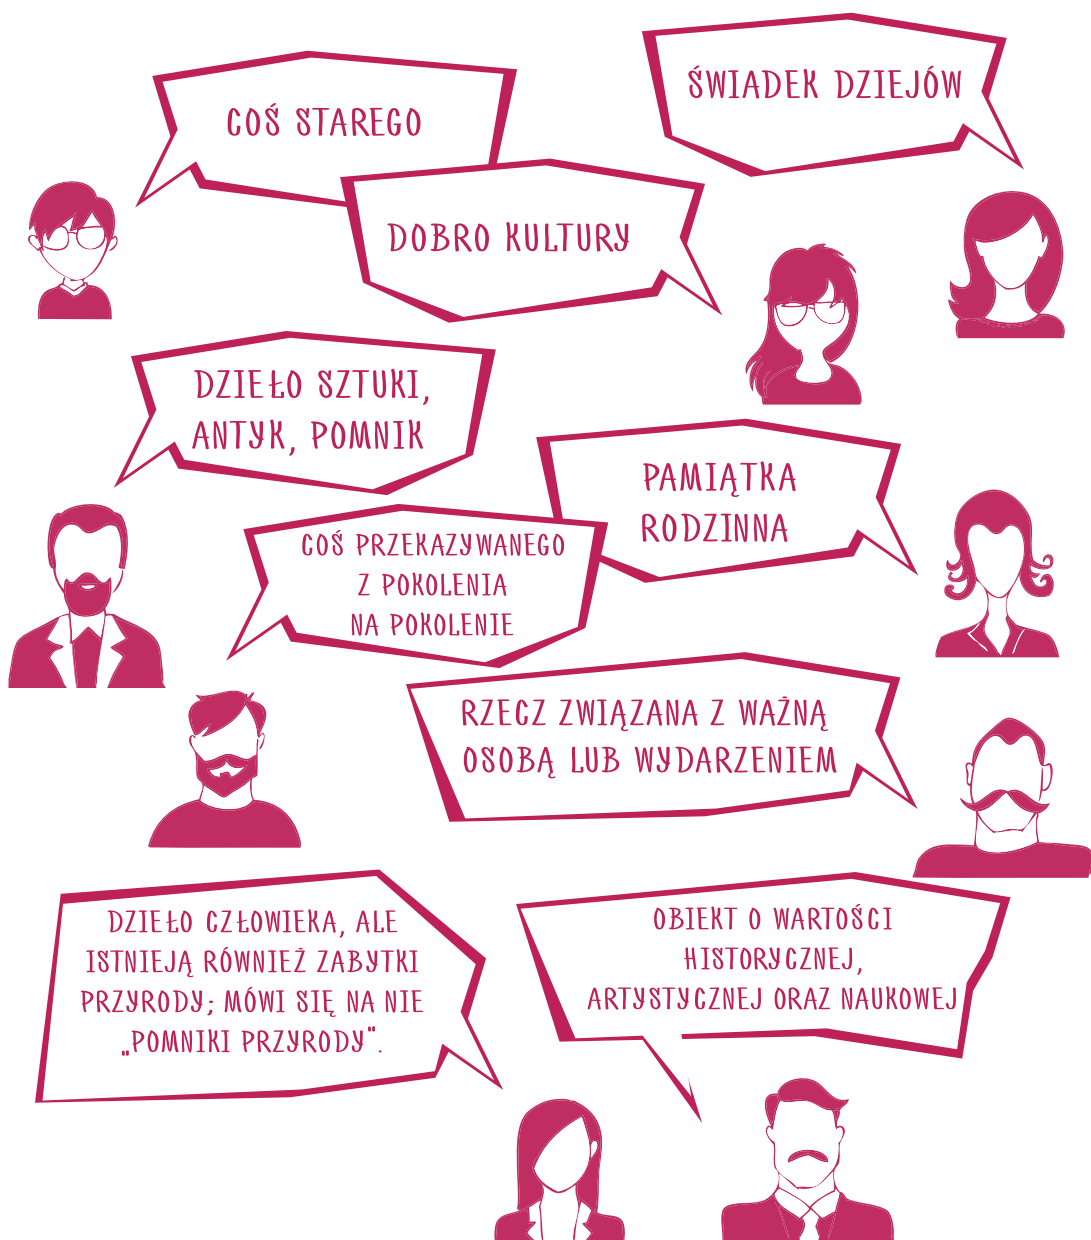 COŚ STAREGO
ŚWIADEK DZIEJÓW
DOBRO KULTURY
DZIEŁO SZTUKI,
ANTYK, POMNIK
PAMIĄTKA
RODZINNA
COŚ PRZEKAZYWANEGO
Z POKOLENIA
NA POKOLENIE
RZECZ ZWIĄZANA Z WAŻNĄ
OSOBĄ LUB WYDARZENIEM
DZIEŁO CZŁOWIEKA, ALE
ISTNIEJĄ RÓWNIEŻ ZABYTKI
PRZYRODY; MÓWI SIĘ NA NIE
„POMNIKI PRZYRODY”.
OBIEKT O WARTOŚCI
HISTORYCZNEJ,
ARTYSTYCZNEJ ORAZ NAUKOWEJ